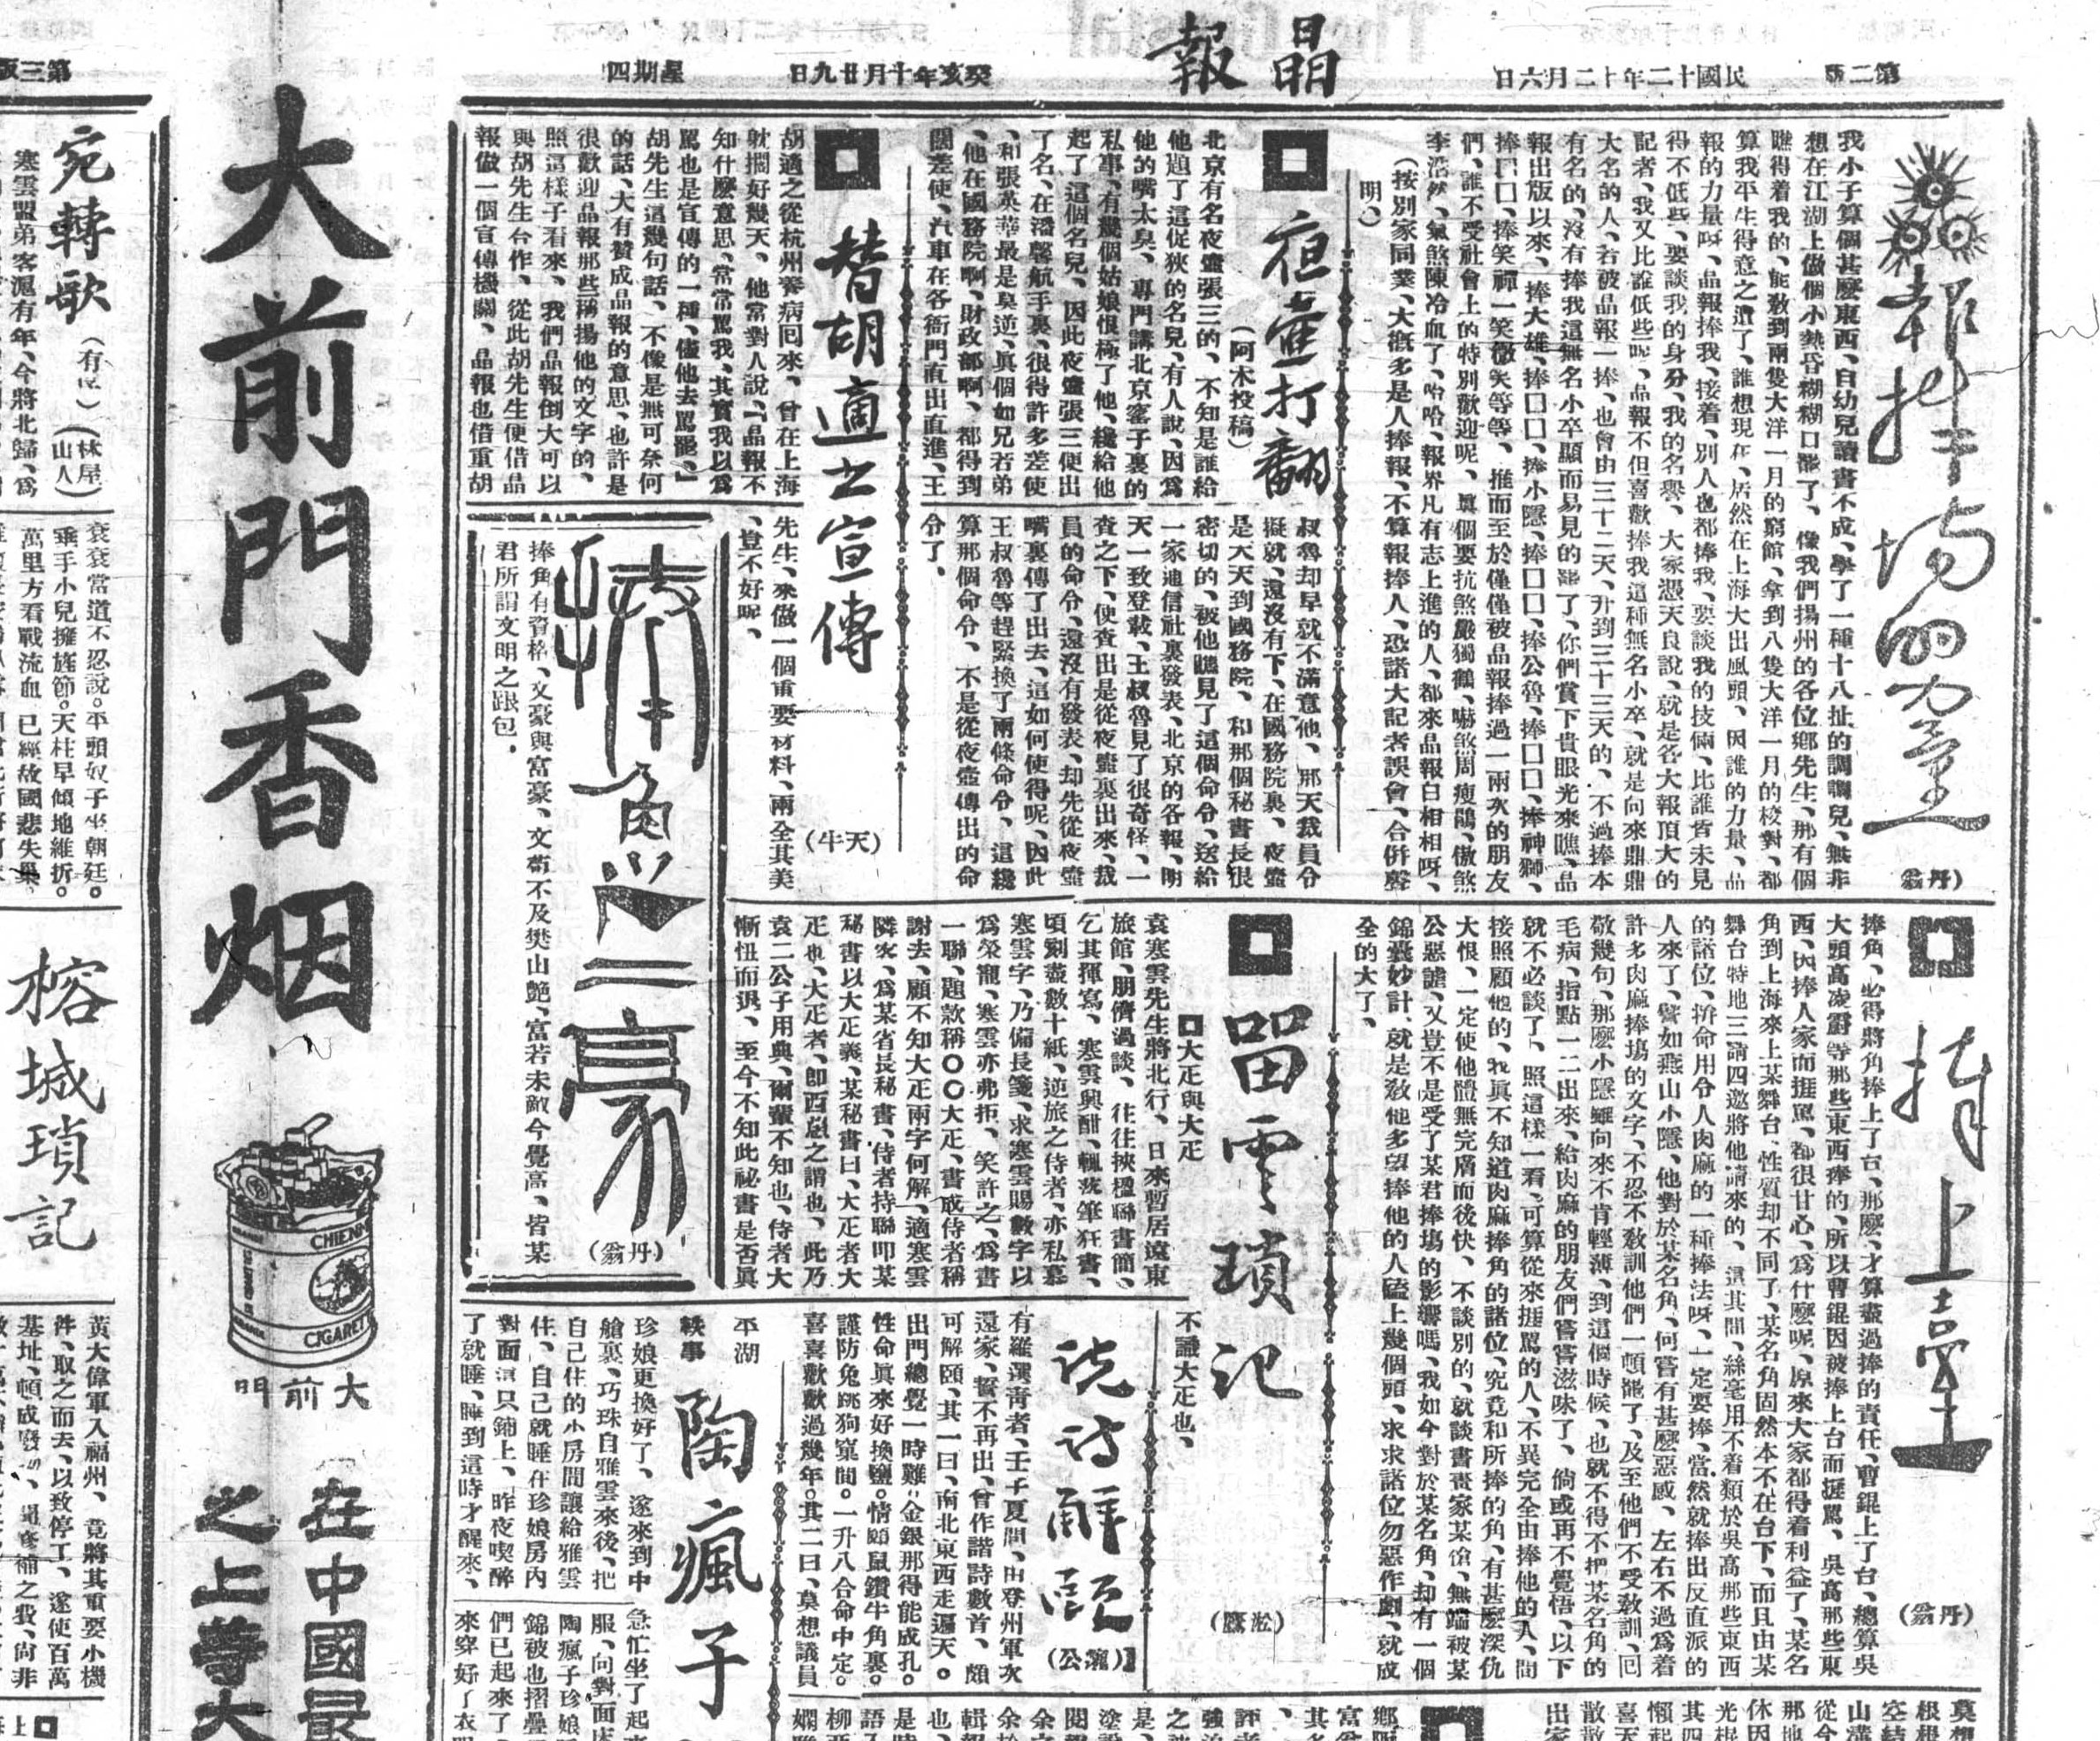 第二版
民國十二年十二月六日
晶報
癸亥年十月廿九日
星期四
第三版
報捧場的臺
(丹翁)
我小子算個甚麽東西、自幼兒讀書不成、學了一種十八扯的調調兒、無非
想在江湖上做個小熱昏糊糊口罷了、像我們揚州的各位鄉先生、那有個
瞧得着我的、能敎到兩隻大洋一月的窮館、拿到八隻大洋一月的校對、都
算我平生得意之遭了、誰想現在、居然在上海大出風頭、因誰的力量、晶
報的力量呀、晶報捧我、接着、別人也都捧我、要談我的技倆、比誰皆未見
得不低些、要談我的身分、我的名譽、大家憑天良說、就是各大報頂大的
記者、我又比誰低些呢、晶報不但喜歡捧我這種無名小卒、就是向來鼎鼎
大名的人、若被晶報一捧、也會由三十二天、升到三十三天的、不過捧本
有名的、沒有捧我這無名小卒顯而易見的罷了、你們賞下貴眼光來瞧、晶
報出版以來、捧大雄、捧口口、捧小隱、捧口口、捧公魯、捧口口、捧神獅、
捧口口、捧笑禪一笑微笑等等、推而至於僅僅被晶報捧過一兩次的朋友
們、誰不受社會上的特別歡迎呢、眞個要抗煞嚴獨鶴、嚇煞周瘦鵑、傲煞
李浩然、氣煞陳冷血了、哈哈、報界凡有志上進的人、都來晶報白相相呀、
(按別家同業、大槪多是人捧報、不算報捧人、恐諸大記者誤會、合併聲
明、)
夜壺打翻
(阿木投稿)
北京有名夜壺張三的、不知是誰給
他題了這促狹的名兒、有人說、因爲
他的嘴太臭、專門講北京窰子裏的
私事、有幾個姑娘恨極了他、纔給他
起了這個名兒、因此夜壺張三便出
了名、在潘馨航手裏、很得許多差使
、和張英華最是莫逆、眞個如兄若弟
、他在國務院啊、財政部啊、都得到
闊差使、汽車在各衙門直出直進、王
叔魯却早就不滿意他、那天裁員令
擬就、還沒有下、在國務院裏、夜壺
是天天到國務院、和那個秘書長很
密切的、被他聽見了這個命令、送給
一家通信社裏發表、北京的各報、明
天一致登載、王叔魯見了很奇怪、一
查之下、便查出是從夜壺裏出來、裁
員的命令、還沒有發表、却先從夜壺
嘴裏傳了出去、這如何使得呢、因此
王叔魯等趕緊換了兩條命令、這纔
算那個命令、不是從夜壺傳出的命
令了、
替胡適之宣傳
(天牛)
胡適之從杭州養病回來、曾在上海
躭擱好幾天、他常對人說、『晶報不
知什麽意思、常常罵我、其實我以爲
罵也是宣傳的一種、儘他去罵罷、』
胡先生這幾句話、不像是無可奈何
的話、大有贊成晶報的意思、也許是
很歡迎晶報那些稱揚他的文字的、
照這樣子看來、我們晶報倒大可以
與胡先生合作、從此胡先生便借晶
報做一個宣傳機關、晶報也借重胡
先生、來做一個重要材料、兩全其美
、豈不好呢、
捧角之二豪
(丹翁)
捧角有資格、文豪與富豪、文萄不及樊山艶、富若未敵今覺高、皆某
君所謂文明之跟包、
捧上臺
(丹翁)
捧角、必得將角捧上了台、那麽、才算盡過捧的責任、曹錕上了台、總算吳
大頭高凌霨等那些東西捧的、所以曹錕因被捧上台而挺罵、吳高那些東
西、因捧人家而挺罵、都很甘心、爲什麽呢、原來大家都得着利益了、某名
角到上海來上某舞台、性質却不同了、某名角固然本不在台下、而且由某
舞台特地三請四邀將他請來的、這其間、絲毫用不着類於吳高那些東西
的諸位、拚命用令人肉麻的一種捧法呀、一定要捧、當然就捧出反直派的
人來了、譬如燕山小隱、他對於某名角、何嘗有甚麽惡感、左右不過爲着
許多肉麻捧塲的文字、不忍不敎訓他們一頓罷了、及至他們不受敎訓、回
敬幾句、那麽小隱雖向來不肯輕薄、到這個時候、也就不得不把某名角的
毛病、指點一二出來、給肉麻的朋友們嘗嘗滋味了、倘或再不覺悟、以下
就不必談了、照這樣一看、可算從來挺罵的人、不異完全由捧他的人、間
接照顧他的、我眞不知道肉麻捧角的諸位、究竟和所捧的角、有甚麽深仇
大恨、一定使他體無完膚而後快、不談別的、就談書賣家某傖、無端被某
公惡謔、又豈不是受了某君捧塲的影響嗎、我如今對於某名角、却有一個
錦囊妙計、就是敎他多望捧他的人磕上幾個頭、求求諸位勿惡作劇、就成
全的大了、
畱雲瑣記
(淞鷹)
大正與大正
袁寒雲先生將北行、日來暫居遠東
旅館、朋儕過談、往往挾楹聯書簡、
乞其揮寫、寒雲興酣、輒潑筆狂書、
頃刻盡數十紙、逆旅之侍者、亦私慕
寒雲字、乃備長箋、求寒雲賜數字以
爲榮寵、寒雲亦弗拒、笑許之、爲書
一聯、題款稱〇〇大正、書成侍者稱
謝去、顧不知大正兩字何解、適寒雲
隣客、爲某省長秘書、侍者持聯叩某
秘書以大正義、某秘書曰、大正者大
正也、大正者、卽西崽之謂也、此乃
袁二公子用典、爾輩不知也、侍者大
慚忸而退、至今不知此祕書是否眞
不識大正也、
說詩解頤
(瀧公)
有羅漢靑者、壬子夏間、由登州軍次
還家、誓不再出、曾作諧詩數首、頗
可解頤、其一曰、南北東西走遍天。
出門總覺一時難。金銀那得能成孔。
性命眞來好換鹽。情願鼠鑽牛角裏。
謹防兔跳狗窠間。一升八合命中定。
喜喜歡歡過幾年。其二曰、莫想議員
平湖軼事
陶瘋子
珍娘更換好了、遂來到中
艙裏、巧珠自雅雲來後、把
自己住的小房間讓給雅雲
住、自己就睡在珍娘房內
對面這只鋪上、昨夜喫醉
了就睡、睡到這時才醒來、
急忙坐了起來
服、向對面床
陶瘋子珍娘
錦被也摺疊
們已起來了
來穿好了衣
大前門香烟
CHIENM
CIGARET
大前門
在中國最
之上等大
宛轉歌
(林屋山人)
寒雲盟弟客滬有年、今將北歸、爲
衰衰常道不忍說。平頭奴子坐朝廷。
乘手小兒擁旌節。天柱早傾地維折。
萬里方看戰流血 已經故國悲失巢。
榕城瑣記
黃大偉軍入福州、竟將其重要小機
件、取之而去、以致停工、遂使百萬